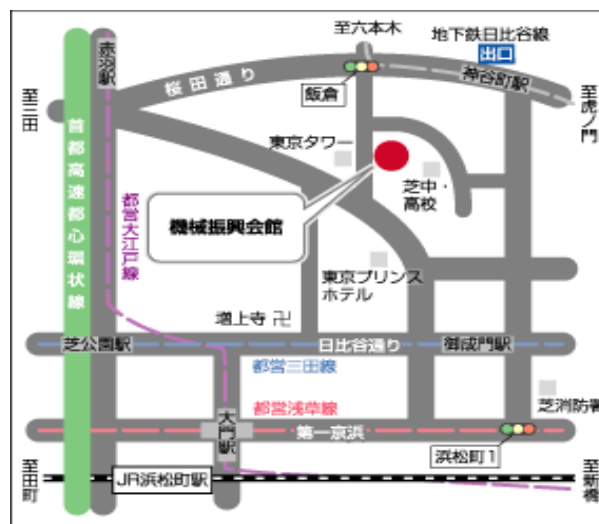 至六本木
地下鉄日比谷線
出口
赤羽駅
桜田通り
飯倉
神谷町駅
至三田
至虎ノ門
首都高速都心環状線
東京タワー
芝中・
高校
都営大江戸線
機械振興会館
東京プリンス
ホテル
増上寺卍
芝公園駅
日比谷通り
御成門駅
都営三田線
都営浅草線
芝消防署
大門駅
第一京浜
浜松町1
至田町
JR浜松町駅
至新橋